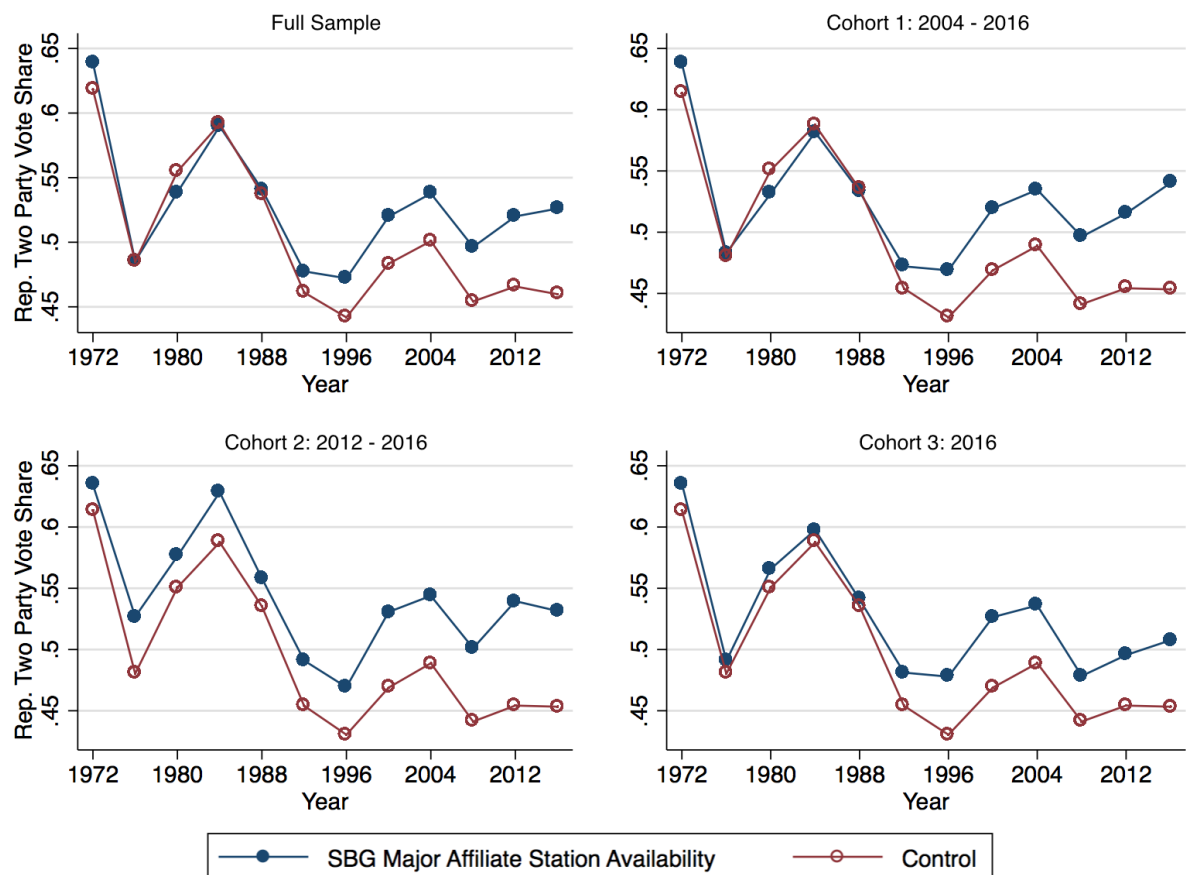 Full Sample
Rep. Two Party Vote Share
.65
.6
.55
.5
.45
1972 1980 1988 1996 2004 2012
Year
Cohort 1: 2004 - 2016
.65
.6
.55
.5
.45
1972 1980 1988 1996 2004 2012
Year
Cohort 2: 2012 - 2016
Rep. Two Party Vote Share
.65
.6
.55
.5
.45
1972 1980 1988 1996 2004 2012
Year
Cohort 3: 2016
.65
.6
.55
.5
.45
1972 1980 1988 1996 2004 2012
Year
SBG Major Affiliate Station Availability Control